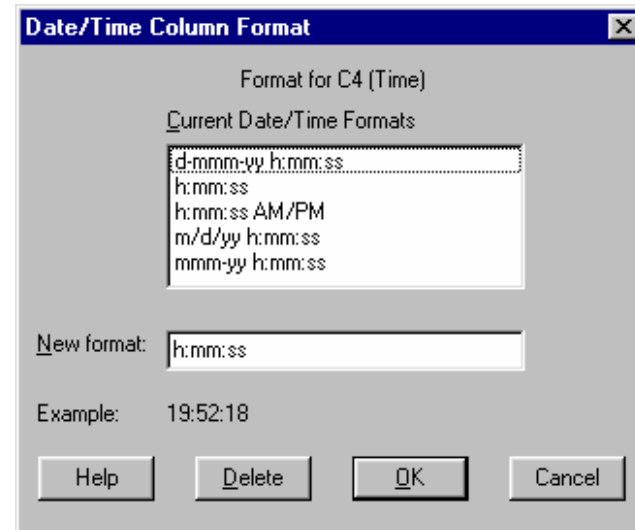 Date/Time Column Format
Format for C4 (Time)
Current Date/Time Formats
d-mmm-yy h:mm:ss
h:mm:ss
h:mm:ss AM/PM
m/d/yy h:mm:ss
mmm-yy h:mm:ss
New format: h:mm:ss
Example: 19:52:18
Help Delete OK Cancel